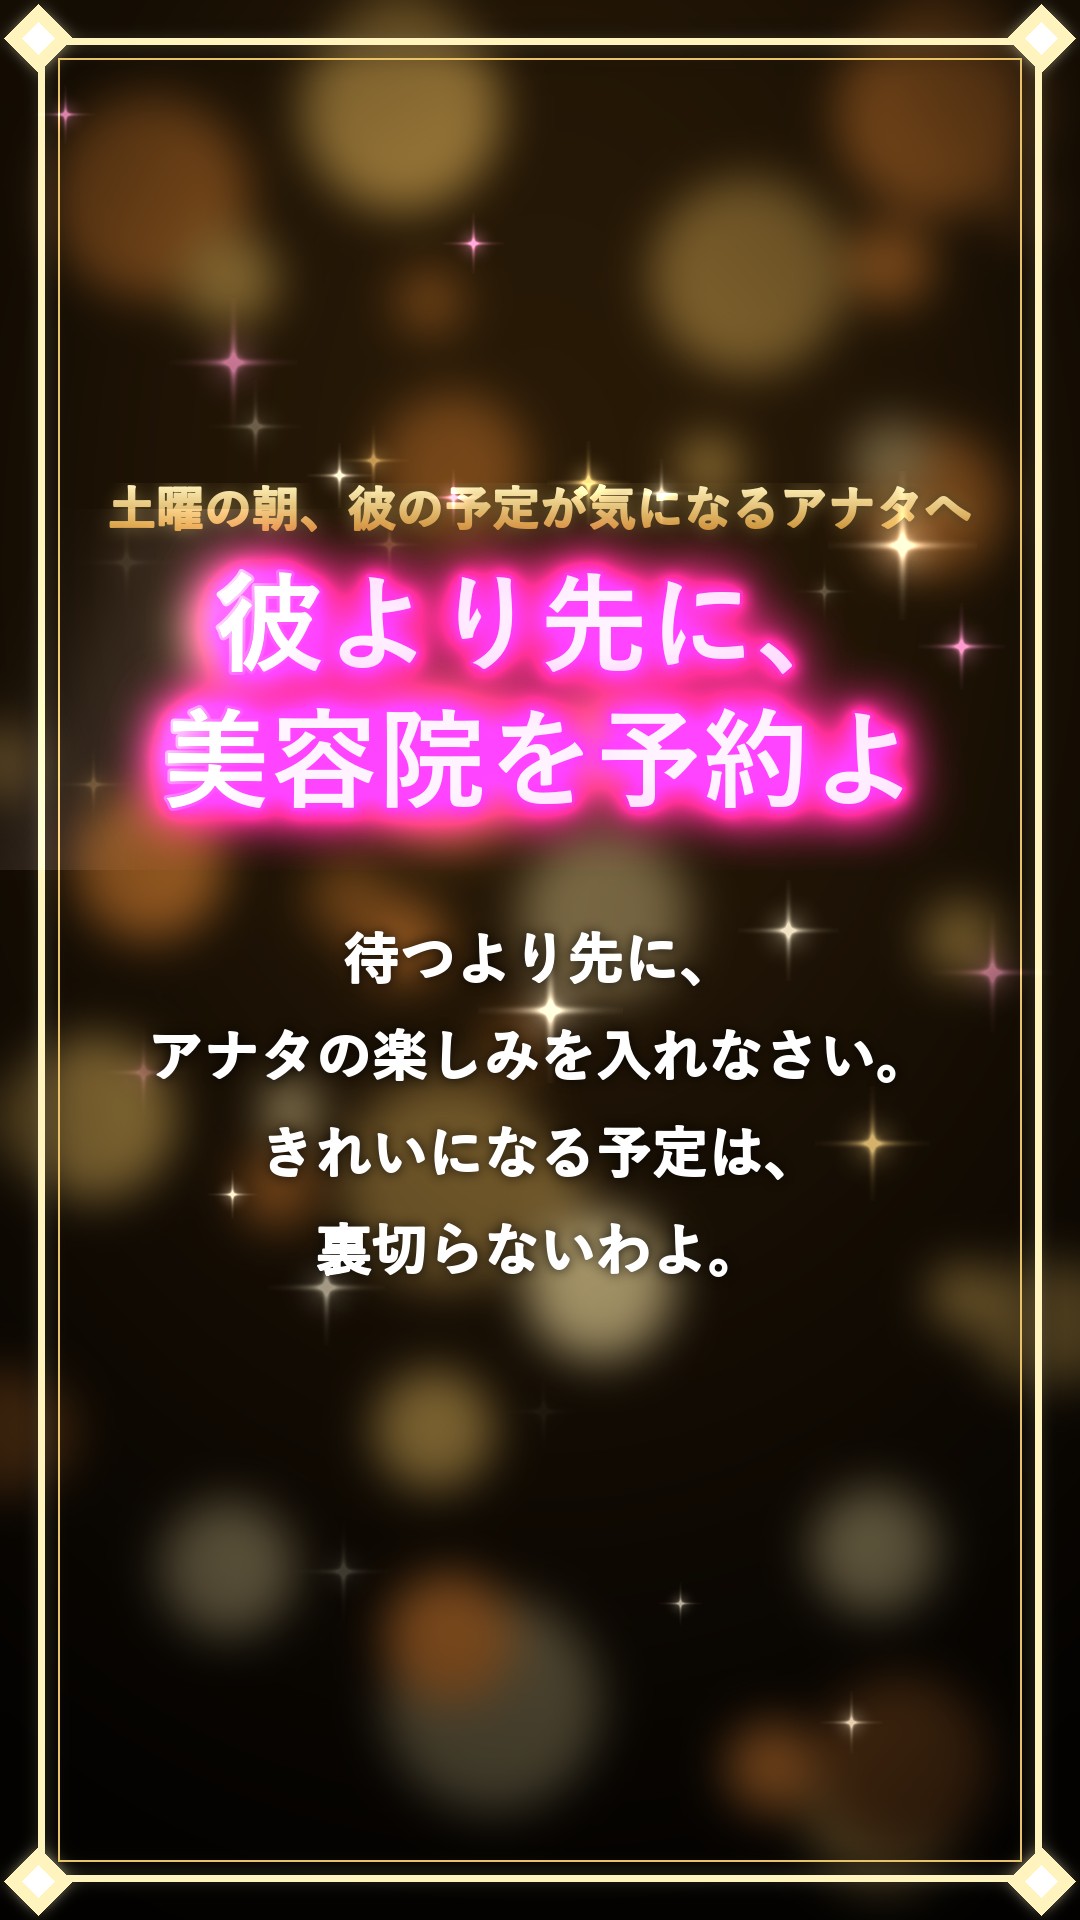 土曜の朝、彼の予定が気になるアナタへ
彼より先に、
美容院を予約よ
待つより先に、
アナタの楽しみを入れなさい。
きれいになる予定は、
裏切らないわよ。